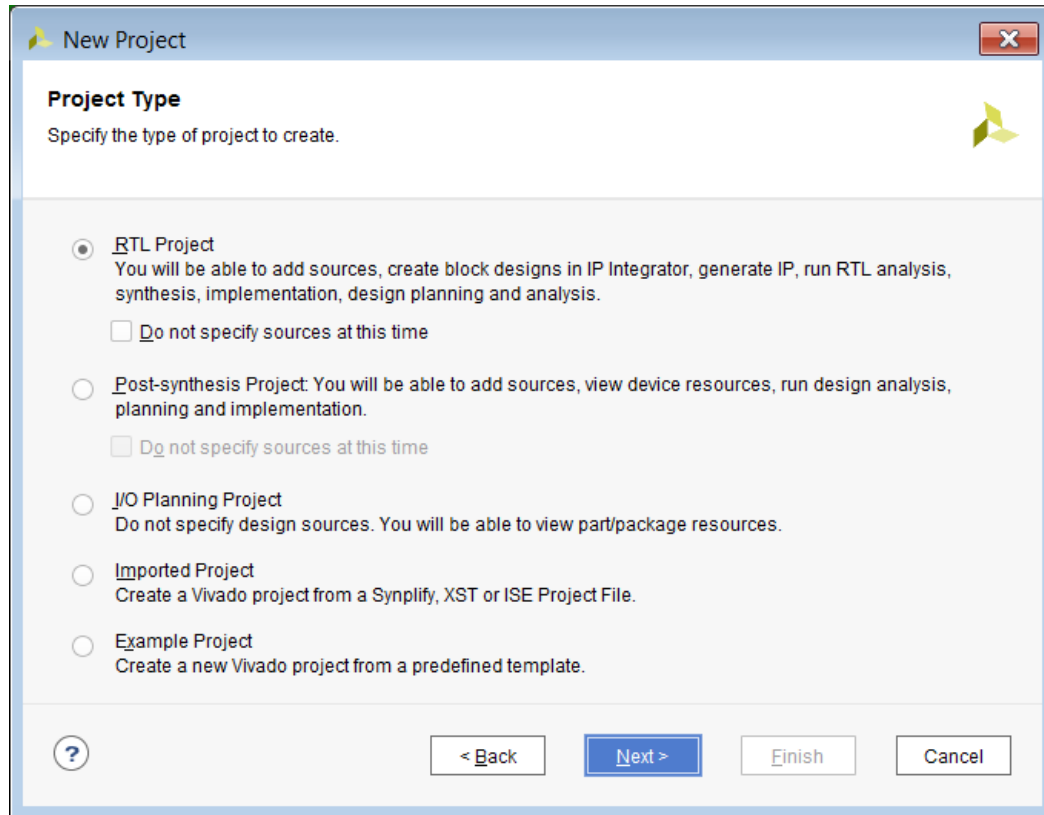 New Project
Project Type
Specify the type of project to create.
RTL Project
You will be able to add sources, create block designs in IP Integrator, generate IP, run RTL analysis,
synthesis, implementation, design planning and analysis.
Do not specify sources at this time
Post-synthesis Project: You will be able to add sources, view device resources, run design analysis,
planning and implementation.
Do not specify sources at this time
I/O Planning Project
Do not specify design sources. You will be able to view part/package resources.
Imported Project
Create a Vivado project from a Synplify, XST or ISE Project File.
Example Project
Create a new Vivado project from a predefined template.
? < Back Next > Finish Cancel